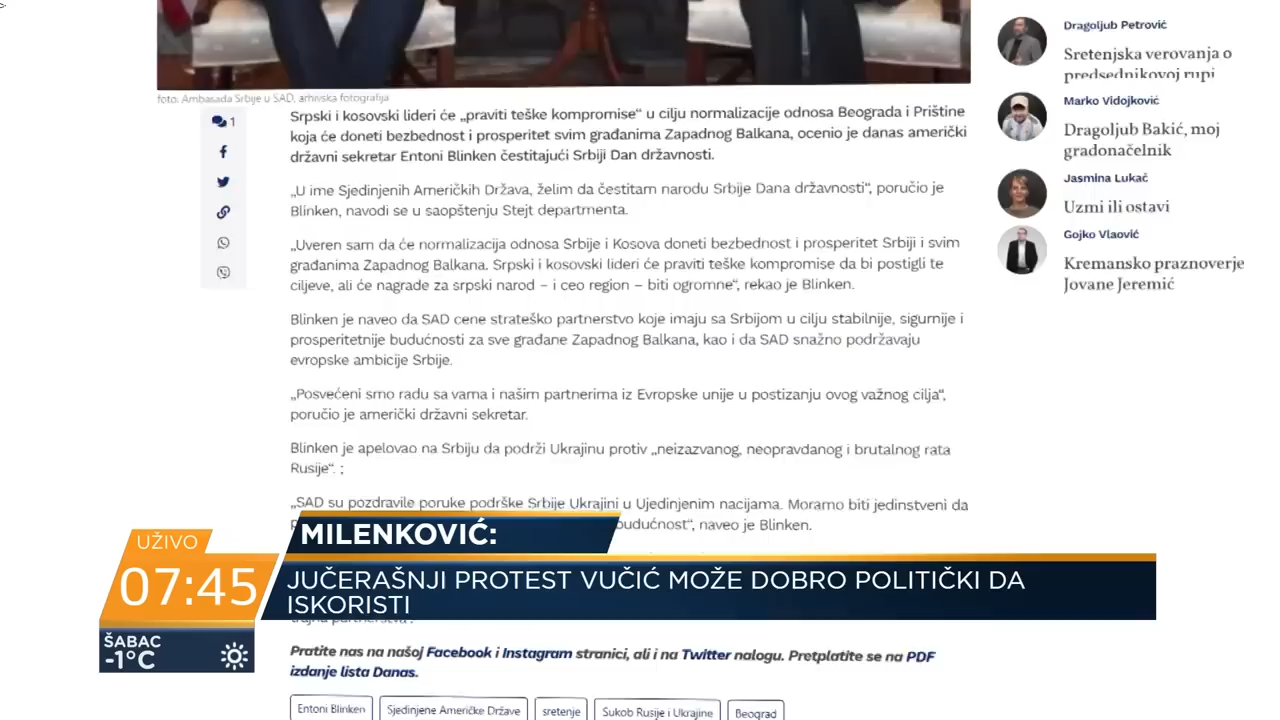 foto: Ambasada Srbije u SAD, arhivska fotografija
1
Srpski i kosovski lideri će „praviti teške kompromise“ u cilju normalizacije odnosa Beograda i Prištine
koja će doneti bezbednost i prosperitet svim građanima Zapadnog Balkana, ocenio je danas američki
državni sekretar Entoni Blinken čestitajući Srbiji Dan državnosti.
„U ime Sjedinjenih Američkih Država, želim da čestitam narodu Srbije Dana državnosti“, poručio je
Blinken, navodi se u saopštenju Stejt departmenta.
„Uveren sam da će normalizacija odnosa Srbije i Kosova doneti bezbednost i prosperitet Srbiji i svim
građanima Zapadnog Balkana. Srpski i kosovski lideri će praviti teške kompromise da bi postigli te
ciljeve, ali će nagrade za srpski narod – i ceo region – biti ogromne“, rekao je Blinken.
Blinken je naveo da SAD cene strateško partnerstvo koje imaju sa Srbijom u cilju stabilnije, sigurnije i
prosperitetnije budućnosti za sve građane Zapadnog Balkana, kao i da SAD snažno podržavaju
evropske ambicije Srbije.
„Posvećeni smo radu sa vama i našim partnerima iz Evropske unije u postizanju ovog važnog cilja“,
poručio je američki državni sekretar.
Blinken je apelovao na Srbiju da podrži Ukrajinu protiv „neizazvanog, neopravdanog i brutalnog rata
Rusije“. ;
„SAD su pozdravile poruke podrške Srbije Ukrajini u Ujedinjenim nacijama. Moramo biti jedinstveni da
budućnost“, naveo je Blinken.
Pratite nas na našoj Facebook i Instagram stranici, ali i na Twitter nalogu. Pretplatite se na PDF
izdanje lista Danas.
Entoni Blinken
Sjedinjene Američke Države
sretenje
Sukob Rusije i Ukrajine
Beograd
Dragoljub Petrović
Sretenjska verovanja o
predsednikovoj rupi
Marko Vidojković
Dragoljub Bakić, moj
gradonačelnik
Jasmina Lukač
Uzmi ili ostavi
Gojko Vlaović
Kremansko praznoverje
Jovane Jeremić
UŽIVO
07:45
ŠABAC
-1°C
MILENKOVIĆ:
JUČERAŠNJI PROTEST VUČIĆ MOŽE DOBRO POLITIČKI DA
ISKORISTI